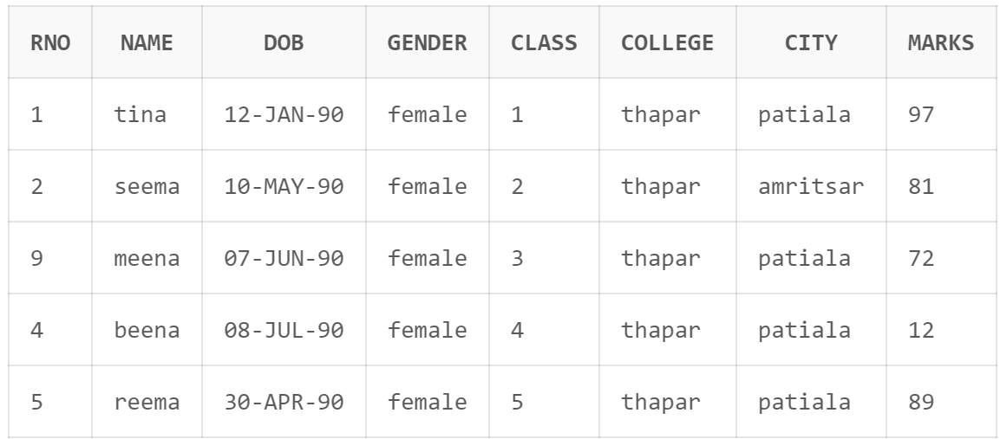 RNO NAME DOB GENDER CLASS COLLEGE CITY MARKS
1 tina 12-JAN-90 female 1 thapar patiala 97
2 seema 10-MAY-90 female 2 thapar amritsar 81
9 meena 07-JUN-90 female 3 thapar patiala 72
4 beena 08-JUL-90 female 4 thapar patiala 12
5 reema 30-APR-90 female 5 thapar patiala 89